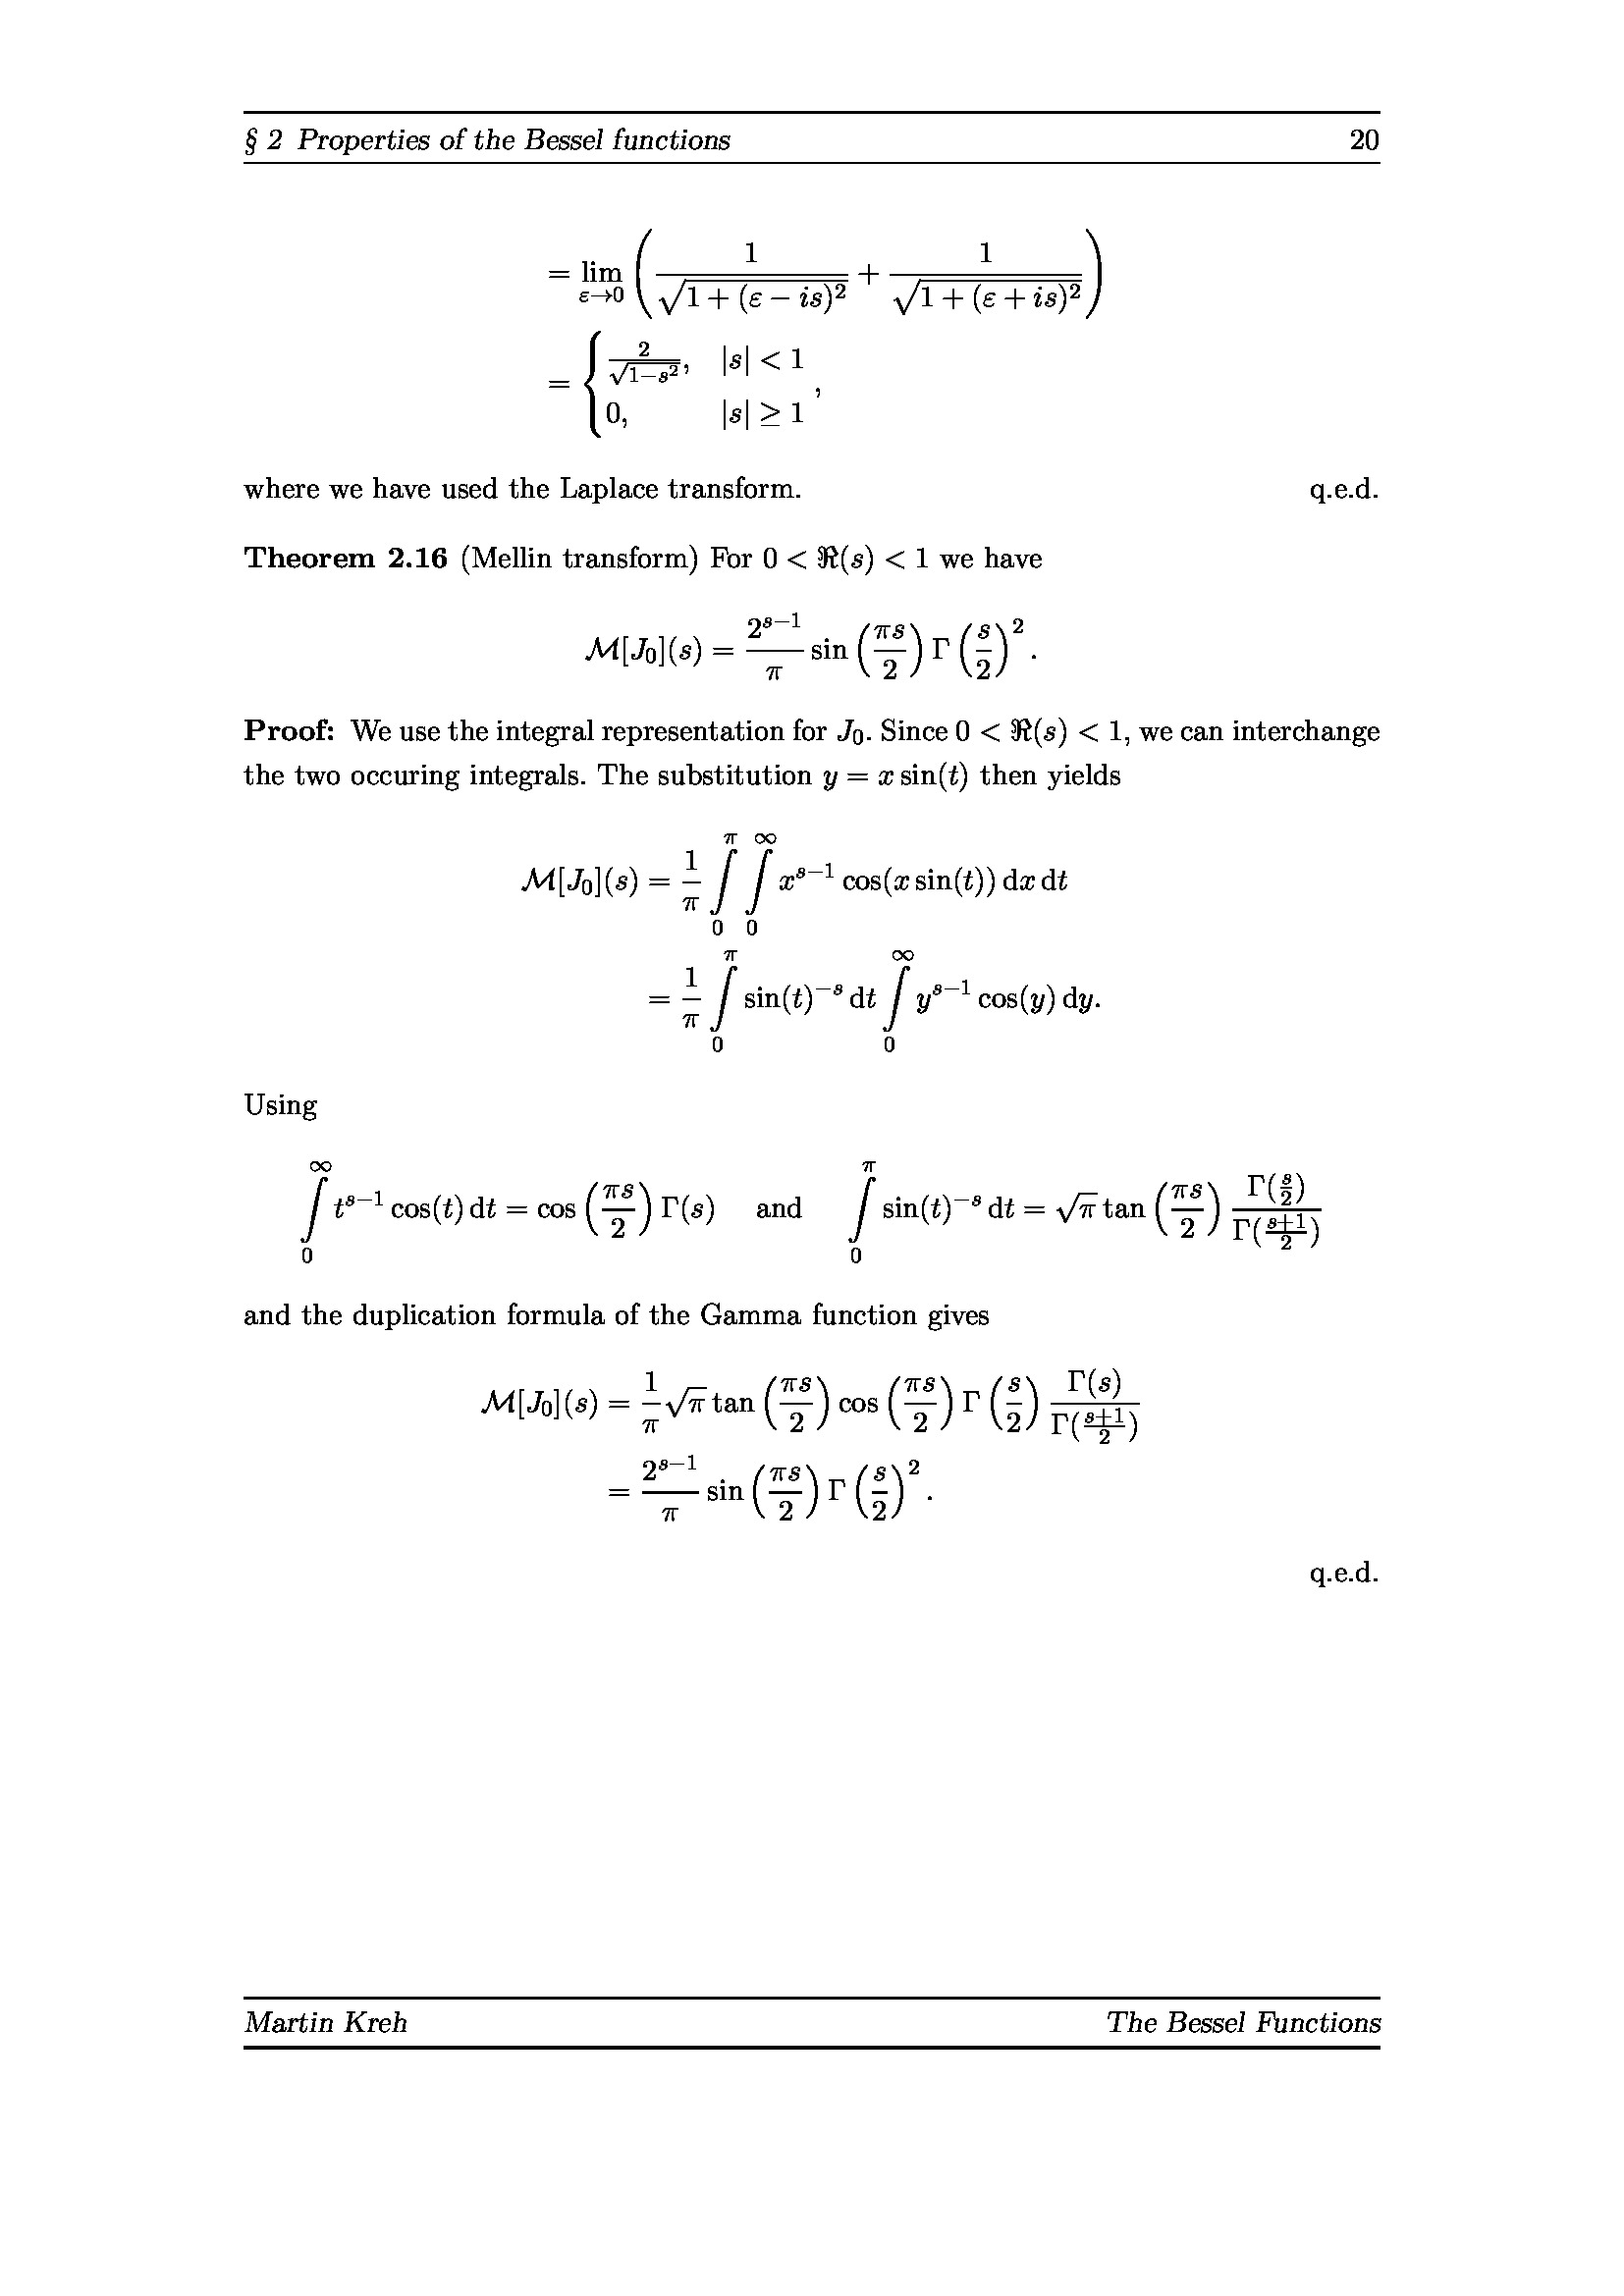 § 2 Properties of the Bessel functions 20
= \lim_{\varepsilon \to 0} \left( \frac{1}{\sqrt{1 + (\varepsilon - is)^2}} + \frac{1}{\sqrt{1 + (\varepsilon + is)^2}} \right)
= \begin{cases} \frac{2}{\sqrt{1-s^2}}, & |s| < 1 \\ 0, & |s| \geq 1 \end{cases},
where we have used the Laplace transform. q.e.d.
Theorem 2.16 (Mellin transform) For 0 < ℜ(s) < 1 we have
\mathcal{M}[J_0](s) = \frac{2^{s-1}}{\pi} \sin\left(\frac{\pi s}{2}\right) \Gamma\left(\frac{s}{2}\right)^2.
Proof: We use the integral representation for J_0. Since 0 < ℜ(s) < 1, we can interchange
the two occuring integrals. The substitution y = x sin(t) then yields
\mathcal{M}[J_0](s) = \frac{1}{\pi} \int_0^\pi \int_0^\infty x^{s-1} \cos(x \sin(t)) \, dx \, dt
= \frac{1}{\pi} \int_0^\pi \sin(t)^{-s} \, dt \int_0^\infty y^{s-1} \cos(y) \, dy.
Using
\int_0^\infty t^{s-1} \cos(t) \, dt = \cos\left(\frac{\pi s}{2}\right) \Gamma(s) and \int_0^\pi \sin(t)^{-s} \, dt = \sqrt{\pi} \tan\left(\frac{\pi s}{2}\right) \frac{\Gamma(\frac{s}{2})}{\Gamma(\frac{s+1}{2})}
and the duplication formula of the Gamma function gives
\mathcal{M}[J_0](s) = \frac{1}{\pi} \sqrt{\pi} \tan\left(\frac{\pi s}{2}\right) \cos\left(\frac{\pi s}{2}\right) \Gamma\left(\frac{s}{2}\right) \frac{\Gamma(s)}{\Gamma(\frac{s+1}{2})}
= \frac{2^{s-1}}{\pi} \sin\left(\frac{\pi s}{2}\right) \Gamma\left(\frac{s}{2}\right)^2.
q.e.d.
Martin Kreh The Bessel Functions